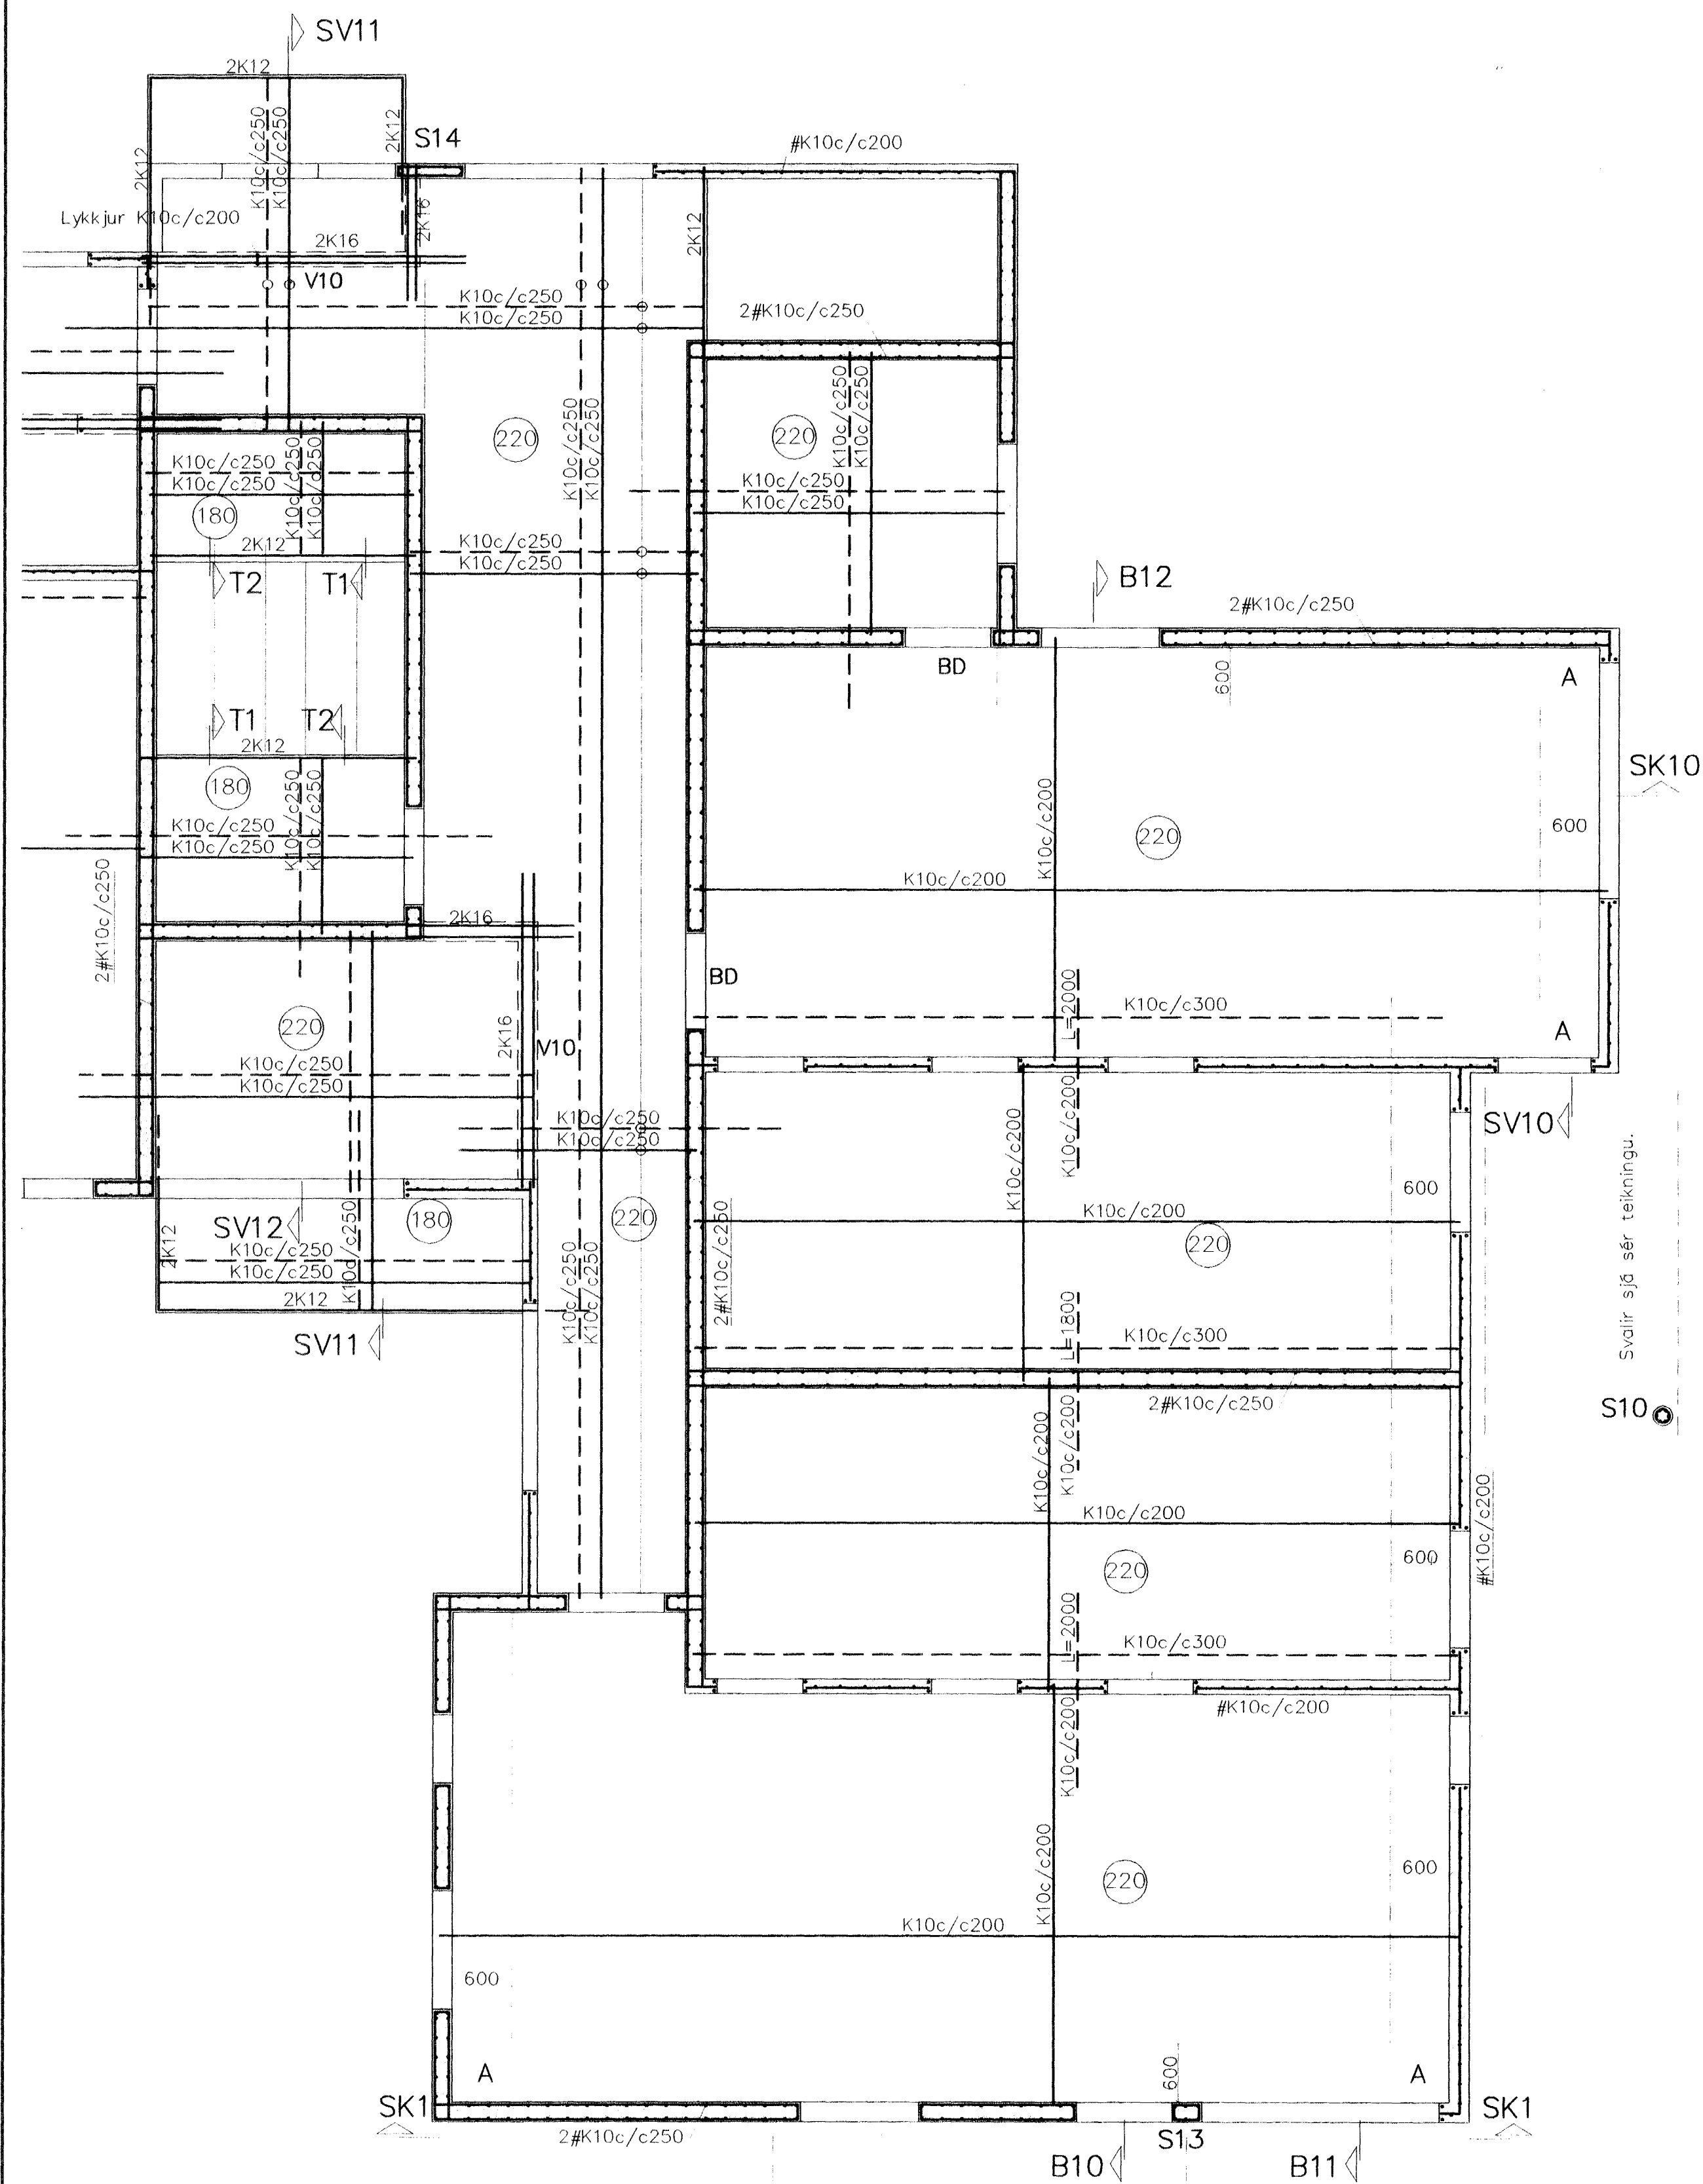 SV11
2K12
K10c/c250
K10c/c250
2K12
2K12
S14
#K10c/c200
Lykkjur K10c/c200
2K16
2K16
2K12
V10
K10c/c250
K10c/c250
2#K10c/c250
K10c/c250
K10c/c250
220
K10c/c250
K10c/c250
220
K10c/c250
K10c/c250
K10c/c250
K10c/c250
K10c/c250
K10c/c250
180
2K12
K10c/c250
K10c/c250
T2
T1
B12
2#K10c/c250
BD
600
A
T1
T2
2K12
180
K10c/c250
K10c/c250
K10c/c250
K10c/c250
SK10
K10c/c200
220
600
K10c/c200
2#K10c/c250
2K16
BD
L=2000
K10c/c300
220
2K16
V10
A
K10c/c250
K10c/c250
K10c/c250
K10c/c250
K10c/c200
K10c/c200
SV10
Svalir sjá sér teikningu.
600
SV12
180
220
K10c/c200
220
2K12
K10c/c250
K10c/c250
K10c/c250
2K12
K10c/c250
K10c/c250
2#K10c/c250
L=1800
K10c/c300
SV11
2#K10c/c250
S10
K10c/c200
K10c/c200
K10c/c200
#K10c/c200
600
220
L=2000
K10c/c300
#K10c/c200
K10c/c200
K10c/c200
220
600
K10c/c200
600
A
600
A
SK1
2#K10c/c250
S13
SK1
B10
B11